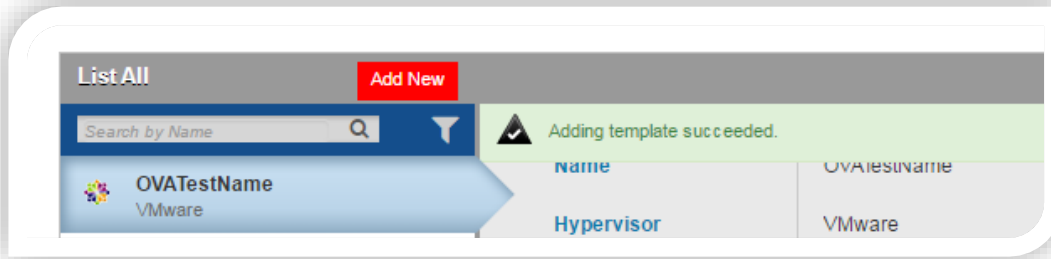 List All
Add New
Search by Name
Adding template succeeded.
OVATestName
VMware
Name
OVATestName
Hypervisor
VMware